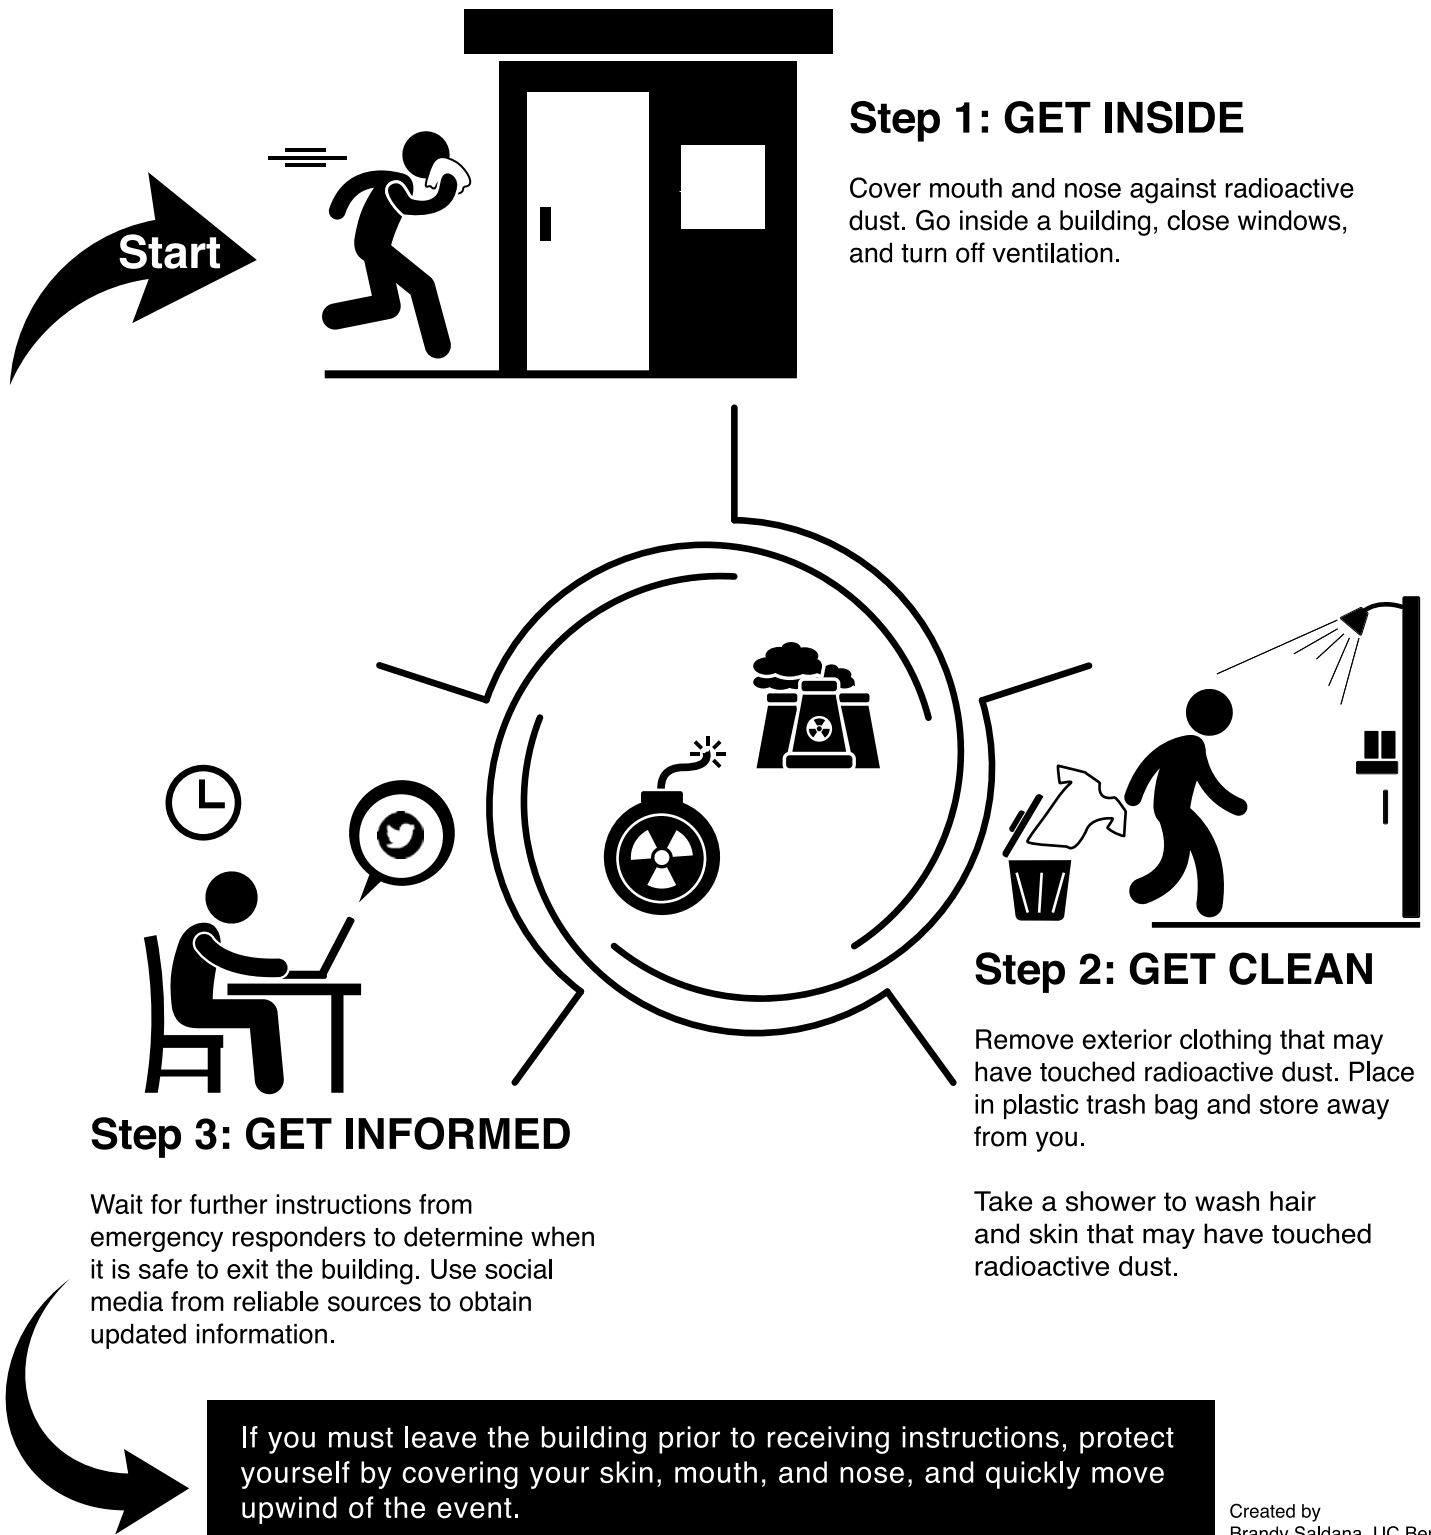 Start
Step 1: GET INSIDE
Cover mouth and nose against radioactive
dust. Go inside a building, close windows,
and turn off ventilation.
Step 2: GET CLEAN
Remove exterior clothing that may
have touched radioactive dust. Place
in plastic trash bag and store away
from you.
Take a shower to wash hair
and skin that may have touched
radioactive dust.
Step 3: GET INFORMED
Wait for further instructions from
emergency responders to determine when
it is safe to exit the building. Use social
media from reliable sources to obtain
updated information.
If you must leave the building prior to receiving instructions, protect
yourself by covering your skin, mouth, and nose, and quickly move
upwind of the event.
Created by
Brandy Saldana, UC